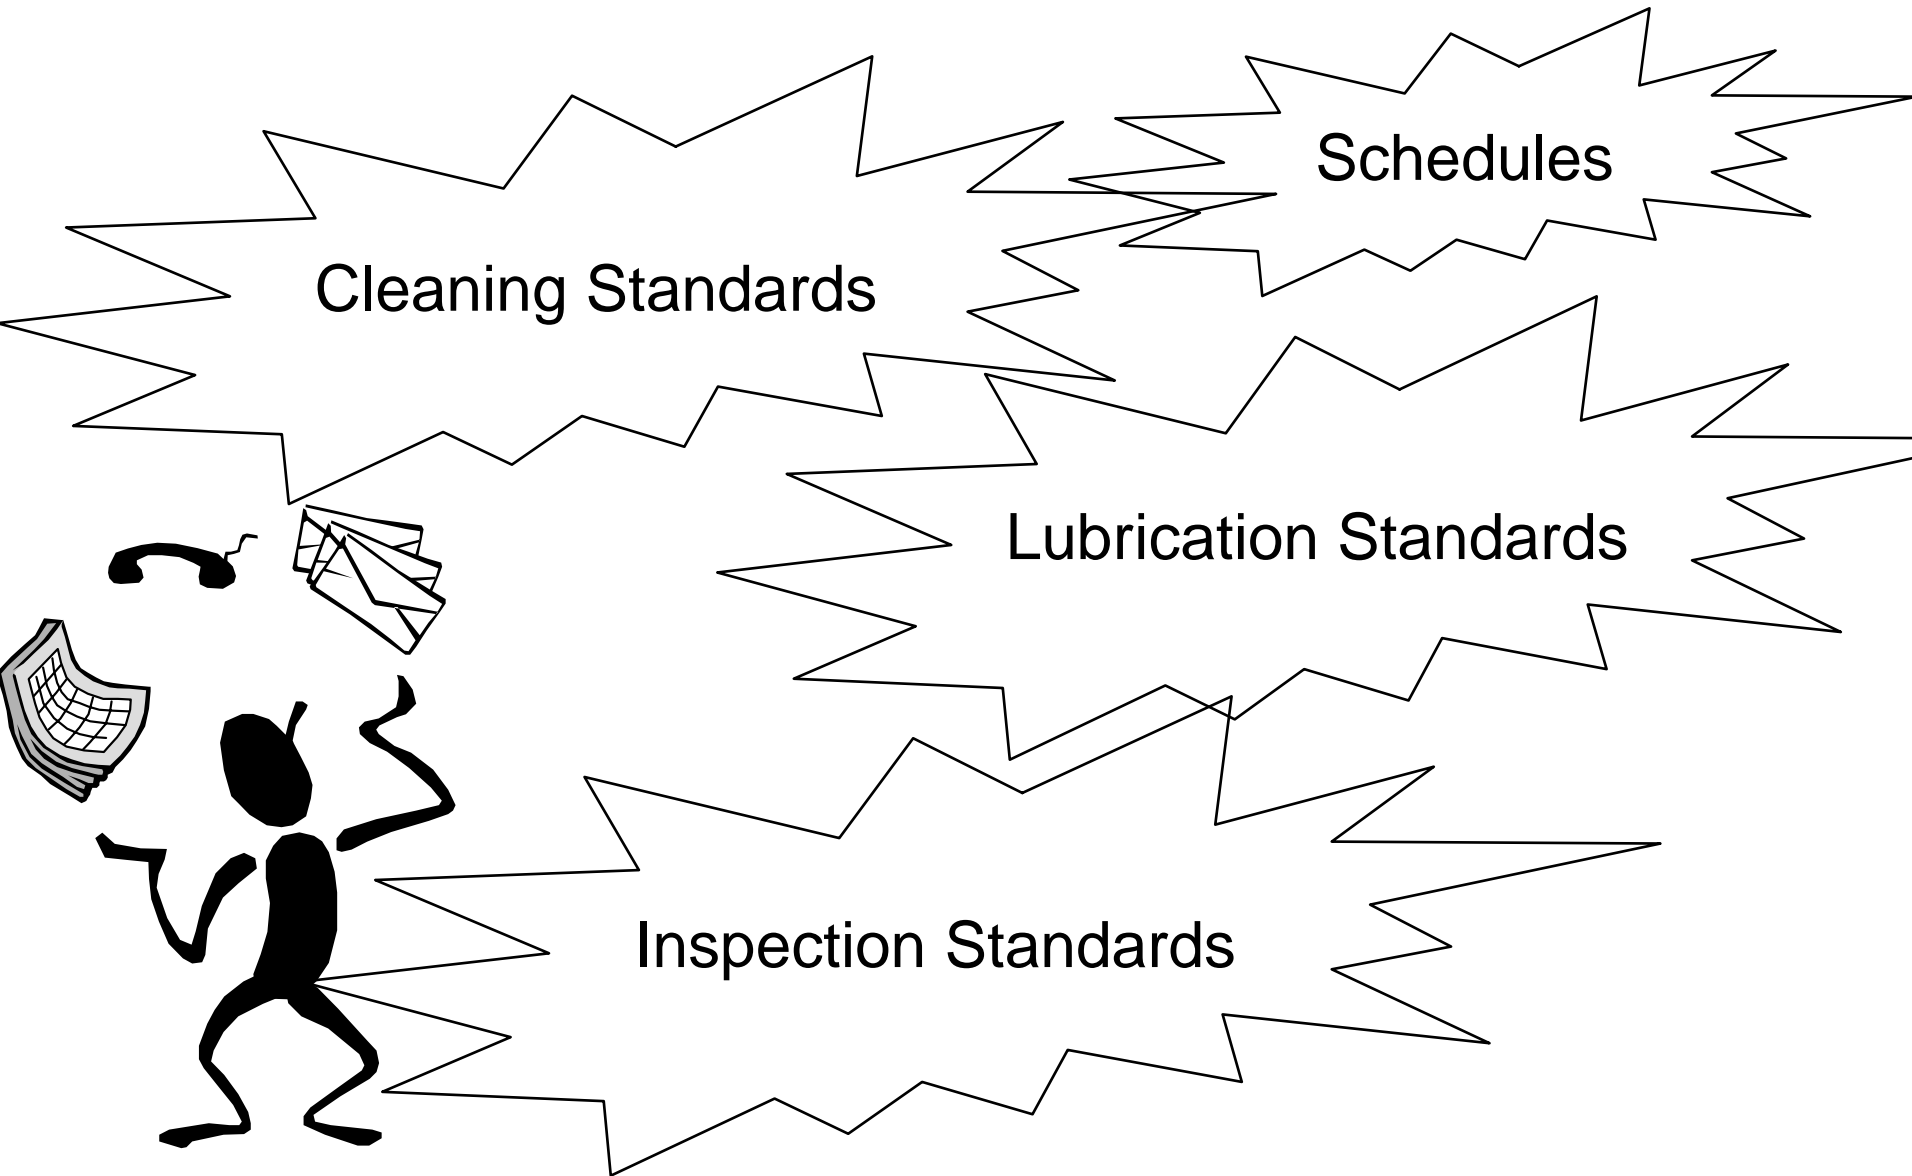 Schedules
Cleaning Standards
Lubrication Standards
Inspection Standards